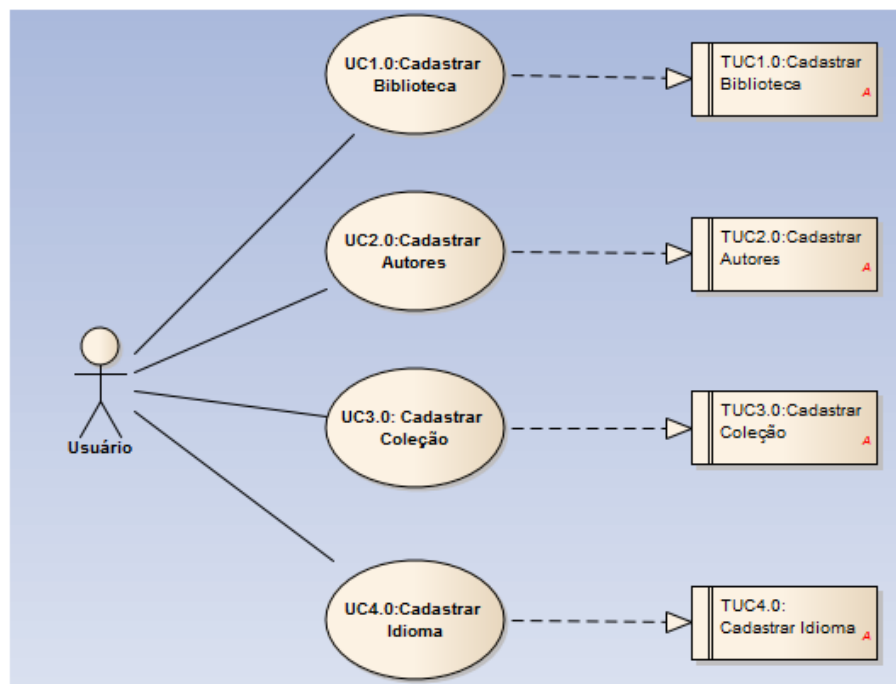 UC1.0:Cadastrar
Biblioteca
TUC1.0:Cadastrar
Biblioteca
A
UC2.0:Cadastrar
Autores
TUC2.0:Cadastrar
Autores
A
Usuário
UC3.0: Cadastrar
Coleção
TUC3.0:Cadastrar
Coleção
A
UC4.0:Cadastrar
Idioma
TUC4.0:
Cadastrar Idioma
A